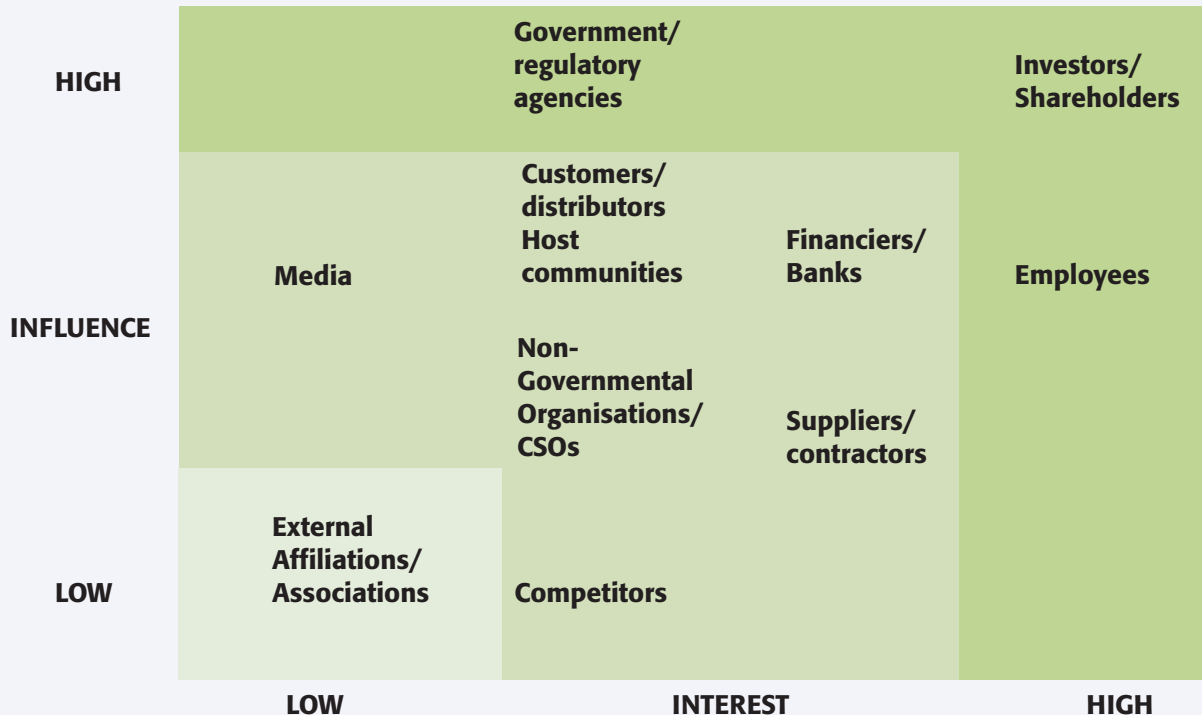 HIGH
Government/
regulatory
agencies
Investors/
Shareholders
INFLUENCE
Media
Customers/
distributors
Host
communities
Financiers/
Banks
Employees
Non-
Governmental
Organisations/
CSOs
Suppliers/
contractors
LOW
External
Affiliations/
Associations
Competitors
LOW
INTEREST
HIGH